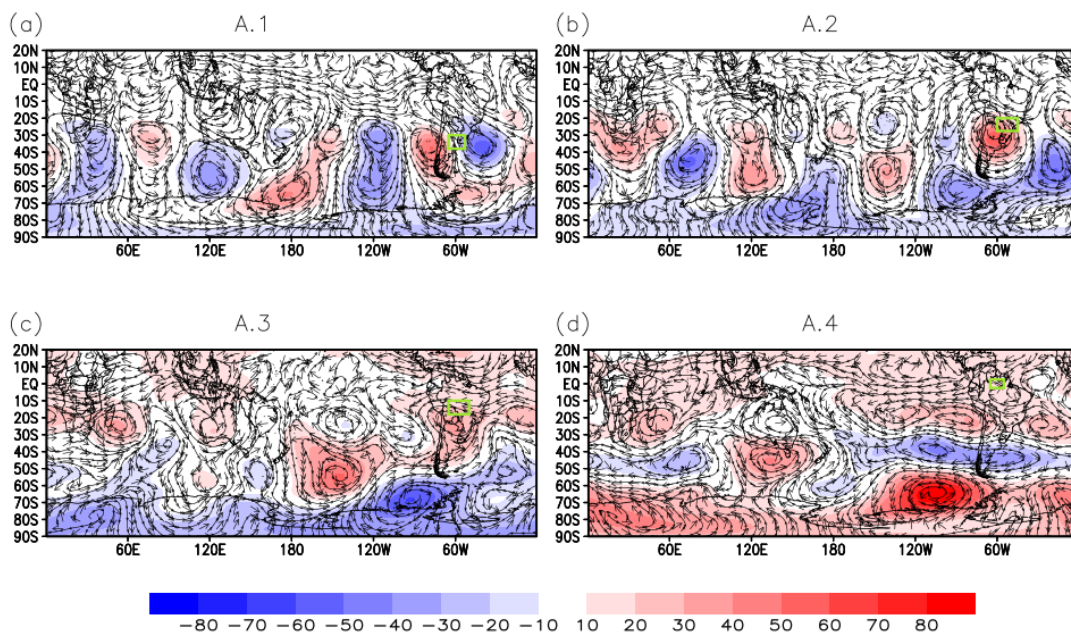 (a) A.1
20N
10N
EQ
10S
20S
30S
40S
50S
60S
70S
80S
90S
60E 120E 180 120W 60W
(b) A.2
20N
10N
EQ
10S
20S
30S
40S
50S
60S
70S
80S
90S
60E 120E 180 120W 60W
(c) A.3
20N
10N
EQ
10S
20S
30S
40S
50S
60S
70S
80S
90S
60E 120E 180 120W 60W
(d) A.4
20N
10N
EQ
10S
20S
30S
40S
50S
60S
70S
80S
90S
60E 120E 180 120W 60W
-80 -70 -60 -50 -40 -30 -20 -10 10 20 30 40 50 60 70 80